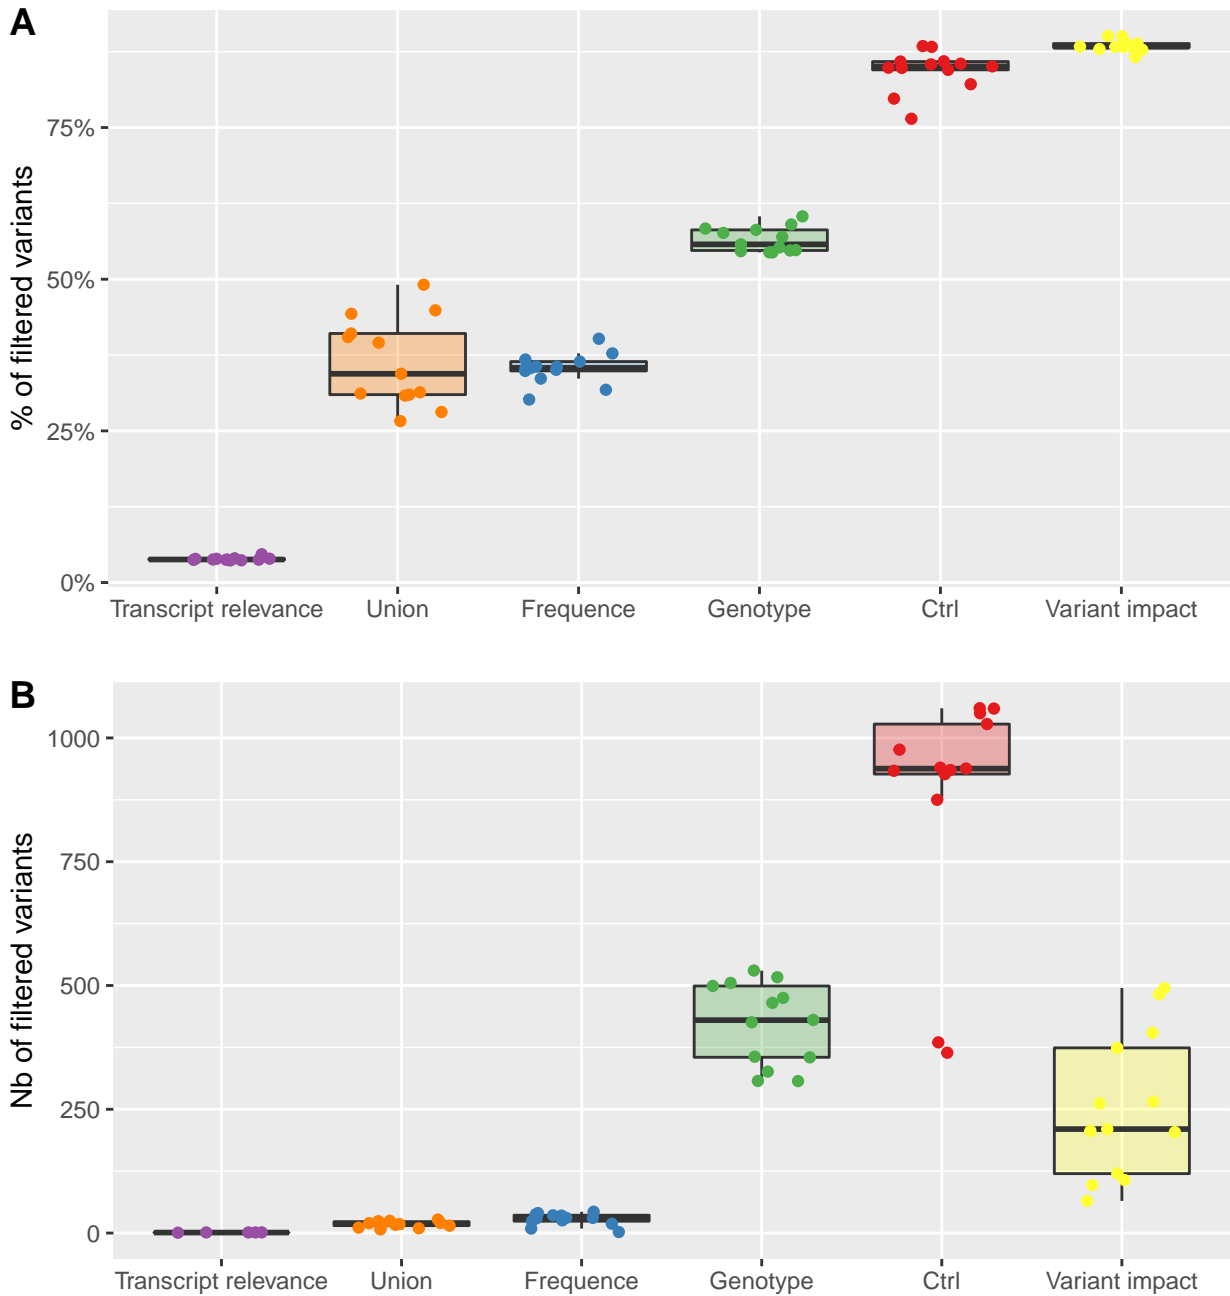 A
% of filtered variants
75%
50%
25%
0%
Transcript relevance Union Frequence Genotype Ctrl Variant impact
B
Nb of filtered variants
1000
750
500
250
0
Transcript relevance Union Frequence Genotype Ctrl Variant impact